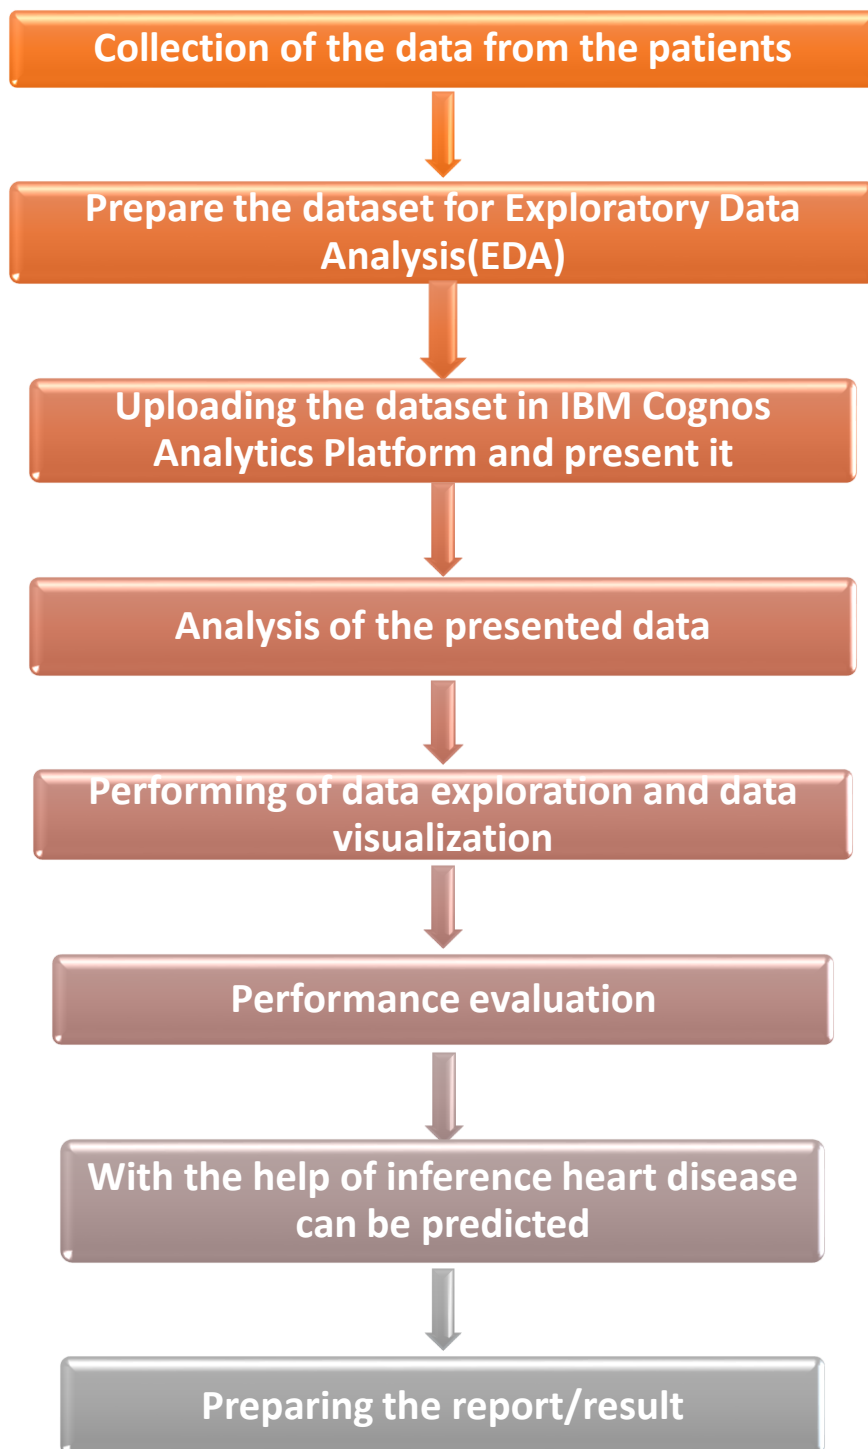 Collection of the data from the patients
Prepare the dataset for Exploratory Data
Analysis(EDA)
Uploading the dataset in IBM Cognos
Analytics Platform and present it
Analysis of the presented data
Performing of data exploration and data
visualization
Performance evaluation
With the help of inference heart disease
can be predicted
Preparing the report/result